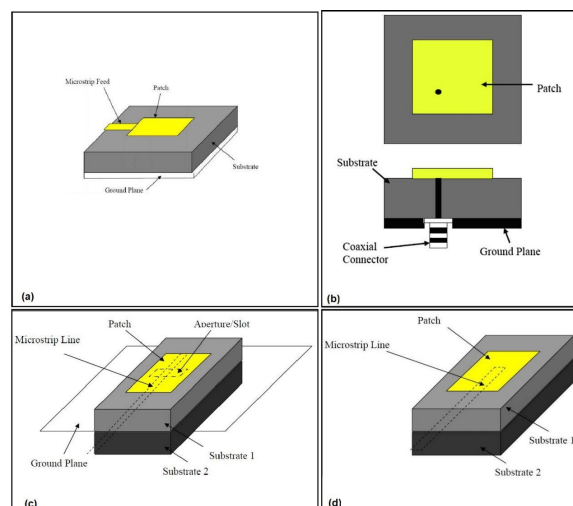 Microstrip Feed
Patch
Substrate
Ground Plane
(a)
Patch
Substrate
Coaxial
Connector
Ground Plane
(b)
Patch
Aperture/Slot
Microstrip Line
Ground Plane
Substrate 1
Substrate 2
(c)
Patch
Microstrip Line
Substrate 1
Substrate 2
(d)